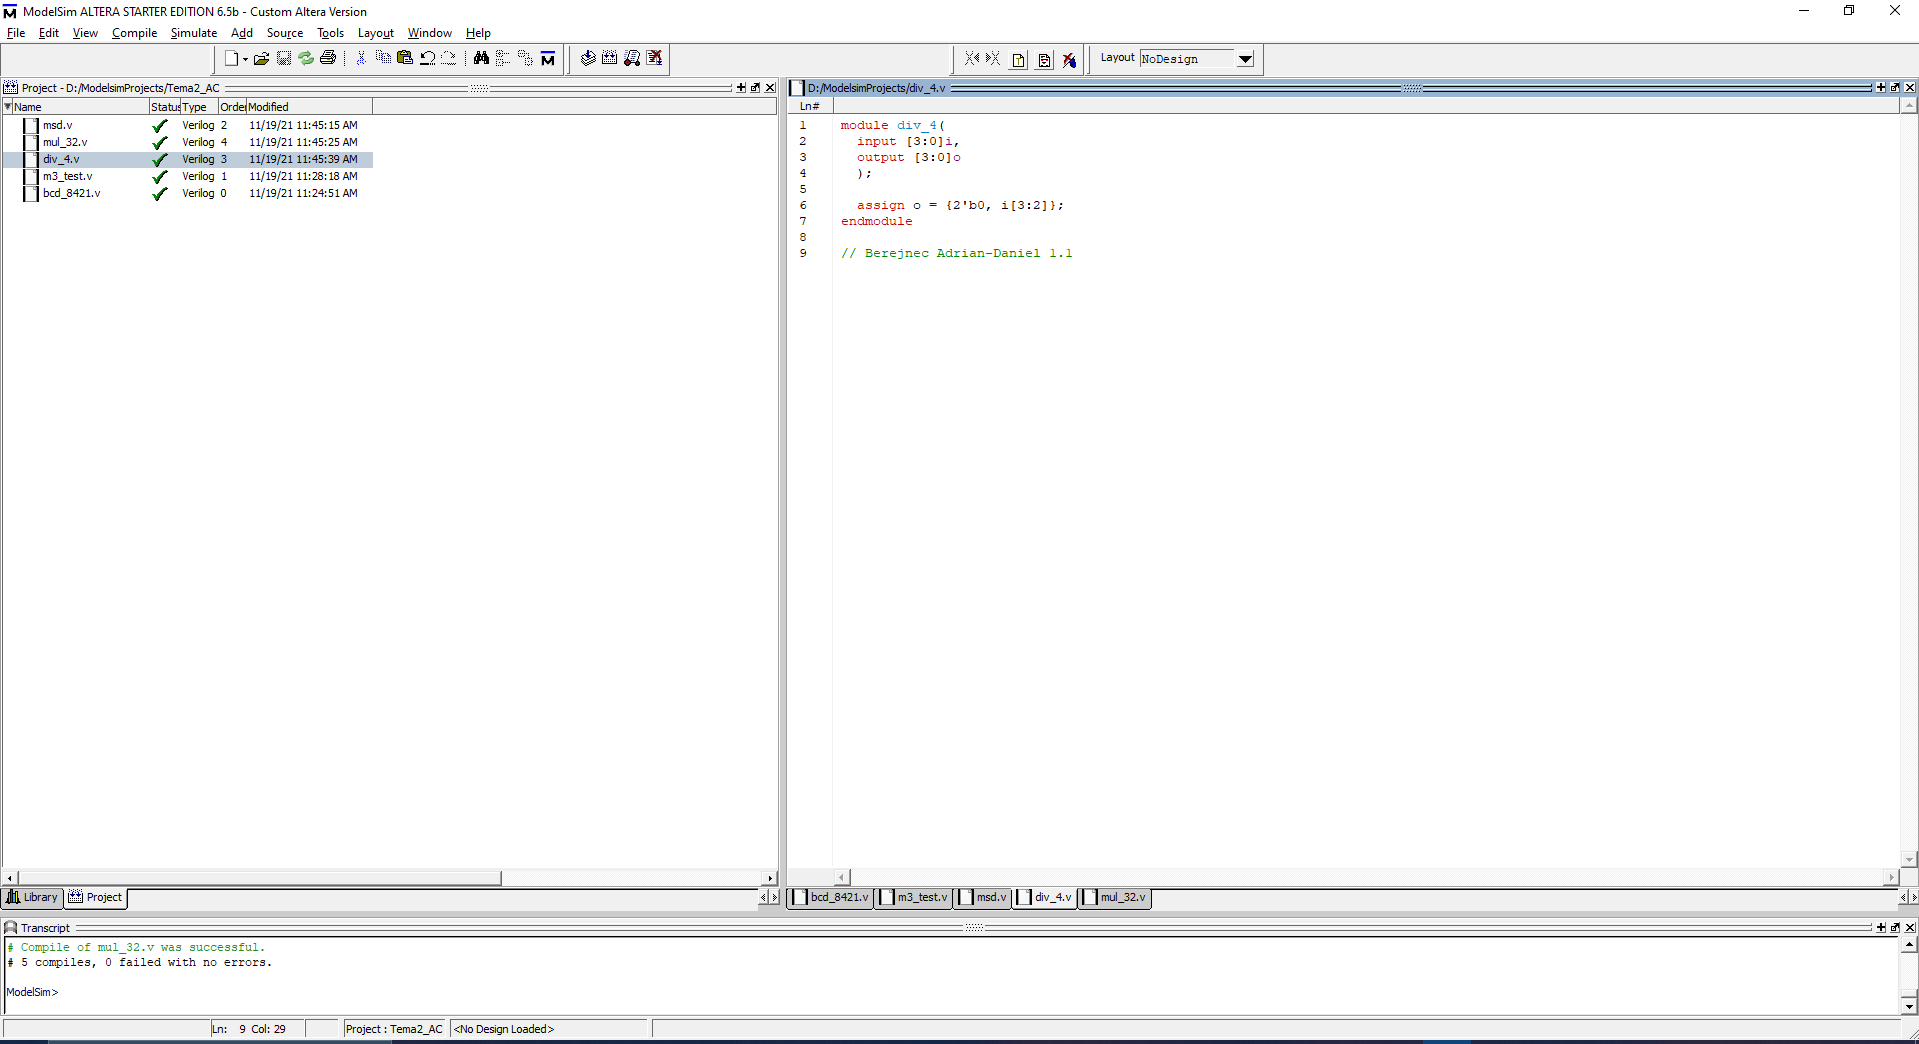 ModelSim ALTERA STARTER EDITION 6.5b - Custom Altera Version
File Edit View Compile Simulate Add Source Tools Layout Window Help
Layout NoDesign
Project - D:/ModelsimProjects/Tema2_AC
Name Status Type Order Modified
msd.v Verilog 2 11/19/21 11:45:15 AM
mul_32.v Verilog 4 11/19/21 11:45:25 AM
div_4.v Verilog 3 11/19/21 11:45:39 AM
m3_test.v Verilog 1 11/19/21 11:28:18 AM
bcd_8421.v Verilog 0 11/19/21 11:24:51 AM
Library Project
D:/ModelsimProjects/div_4.v
Ln#
1 module div_4(
2 input [3:0]i,
3 output [3:0]o
4 );
5
6 assign o = {2'b0, i[3:2]};
7 endmodule
8
9 // Berejnec Adrian-Daniel 1.1
bcd_8421.v m3_test.v msd.v div_4.v mul_32.v
Transcript
# Compile of mul_32.v was successful.
# 5 compiles, 0 failed with no errors.
ModelSim>
Ln: 9 Col: 29 Project : Tema2_AC <No Design Loaded>